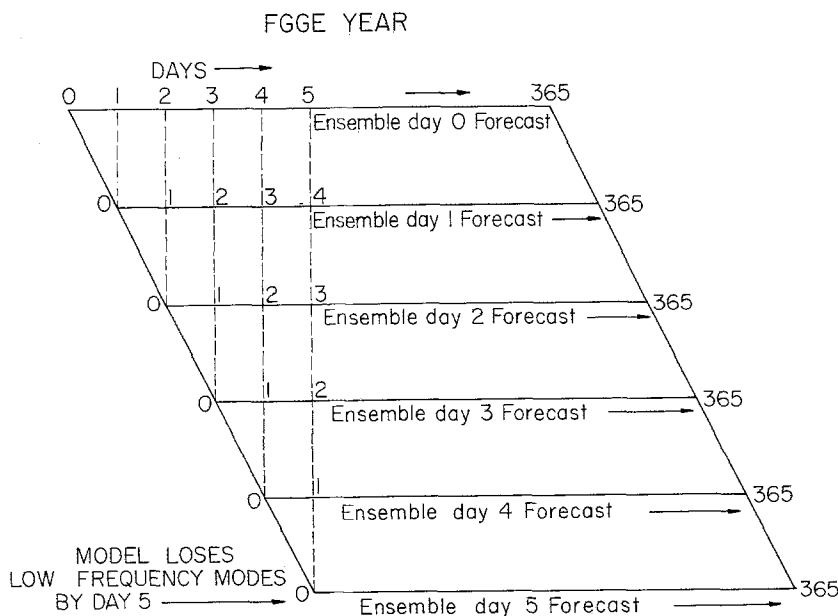 FGGE YEAR
DAYS
0 1 2 3 4 5 365
Ensemble day 0 Forecast
0 1 2 3 4 365
Ensemble day 1 Forecast
0 1 2 3 365
Ensemble day 2 Forecast
0 1 2 365
Ensemble day 3 Forecast
0 1 365
Ensemble day 4 Forecast
MODEL LOSES
LOW FREQUENCY MODES
BY DAY 5
0 365
Ensemble day 5 Forecast